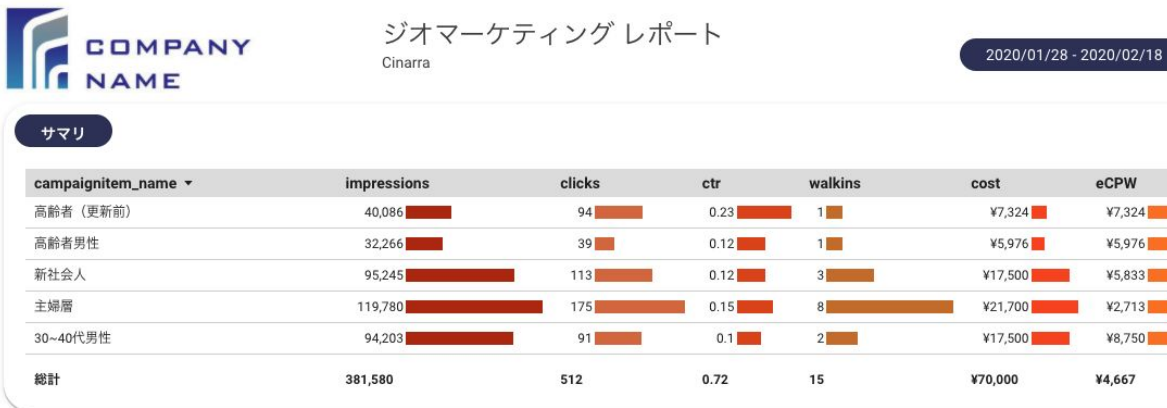 COMPANY
NAME
ジオマーケティング レポート
Cinarra
2020/01/28 - 2020/02/18
サマリ
campaignitem_name impressions clicks ctr walkins cost eCPW
高齢者（更新前） 40,086 94 0.23 1 ¥7,324 ¥7,324
高齢者男性 32,266 39 0.12 1 ¥5,976 ¥5,976
新社会人 95,245 113 0.12 3 ¥17,500 ¥5,833
主婦層 119,780 175 0.15 8 ¥21,700 ¥2,713
30~40代男性 94,203 91 0.1 2 ¥17,500 ¥8,750
総計 381,580 512 0.72 15 ¥70,000 ¥4,667